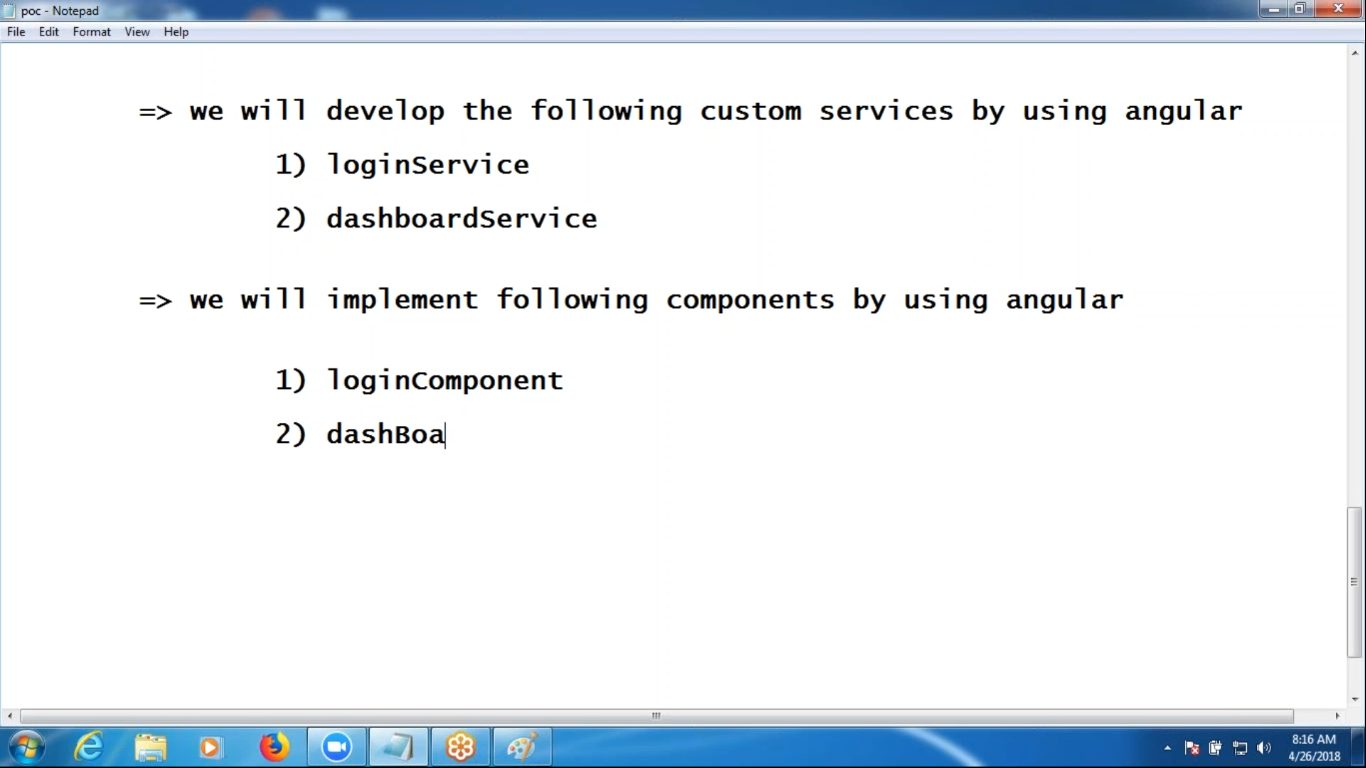 poc - Notepad
File Edit Format View Help
=> we will develop the following custom services by using angular
1) loginService
2) dashboardService
=> we will implement following components by using angular
1) loginComponent
2) dashBoa
8:16 AM
4/26/2018